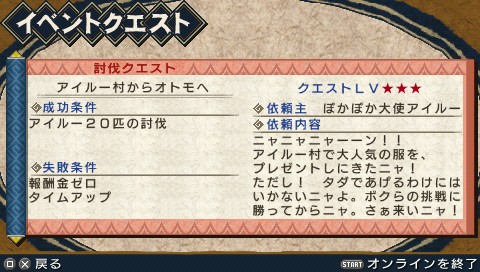 イベントクエスト
討伐クエスト
アイルー村からオトモへ
クエストLV★★★
成功条件
アイルー20匹の討伐
失敗条件
報酬金ゼロ
タイムアップ
依頼主 ぽかぽか大使アイルー
依頼内容
ニャニャニャーーン!!
アイルー村で大人気の服を、
プレゼントしにきたニャ!
ただし! タダであげるわけには
いかないニャよ。ボクらの挑戦に
勝ってからニャ。さぁ来いニャ!
戻る
START オンラインを終了